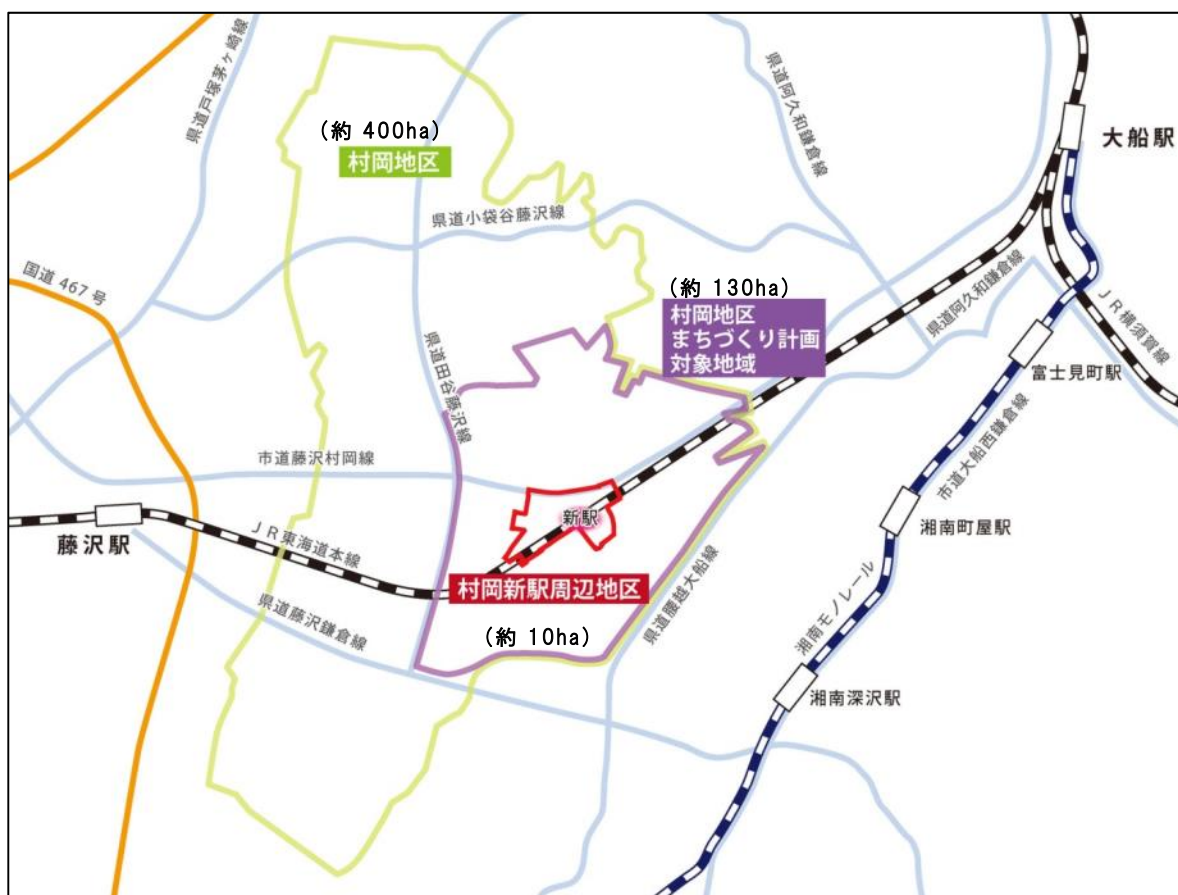 県道戸塚茅ヶ崎線
(約 400ha)
村岡地区
県道阿久和鎌倉線
大船駅
県道小袋谷藤沢線
国道 467 号
(約 130ha)
村岡地区
まちづくり計画
対象地域
県道阿久和鎌倉線
JR横須賀線
富士見町駅
県道田谷藤沢線
市道大船西鎌倉線
市道藤沢村岡線
新駅
湘南町屋駅
藤沢駅
JR東海道本線
村岡新駅周辺地区
県道藤沢鎌倉線
(約 10ha)
県道腰越大船線
湘南モノレール
湘南深沢駅